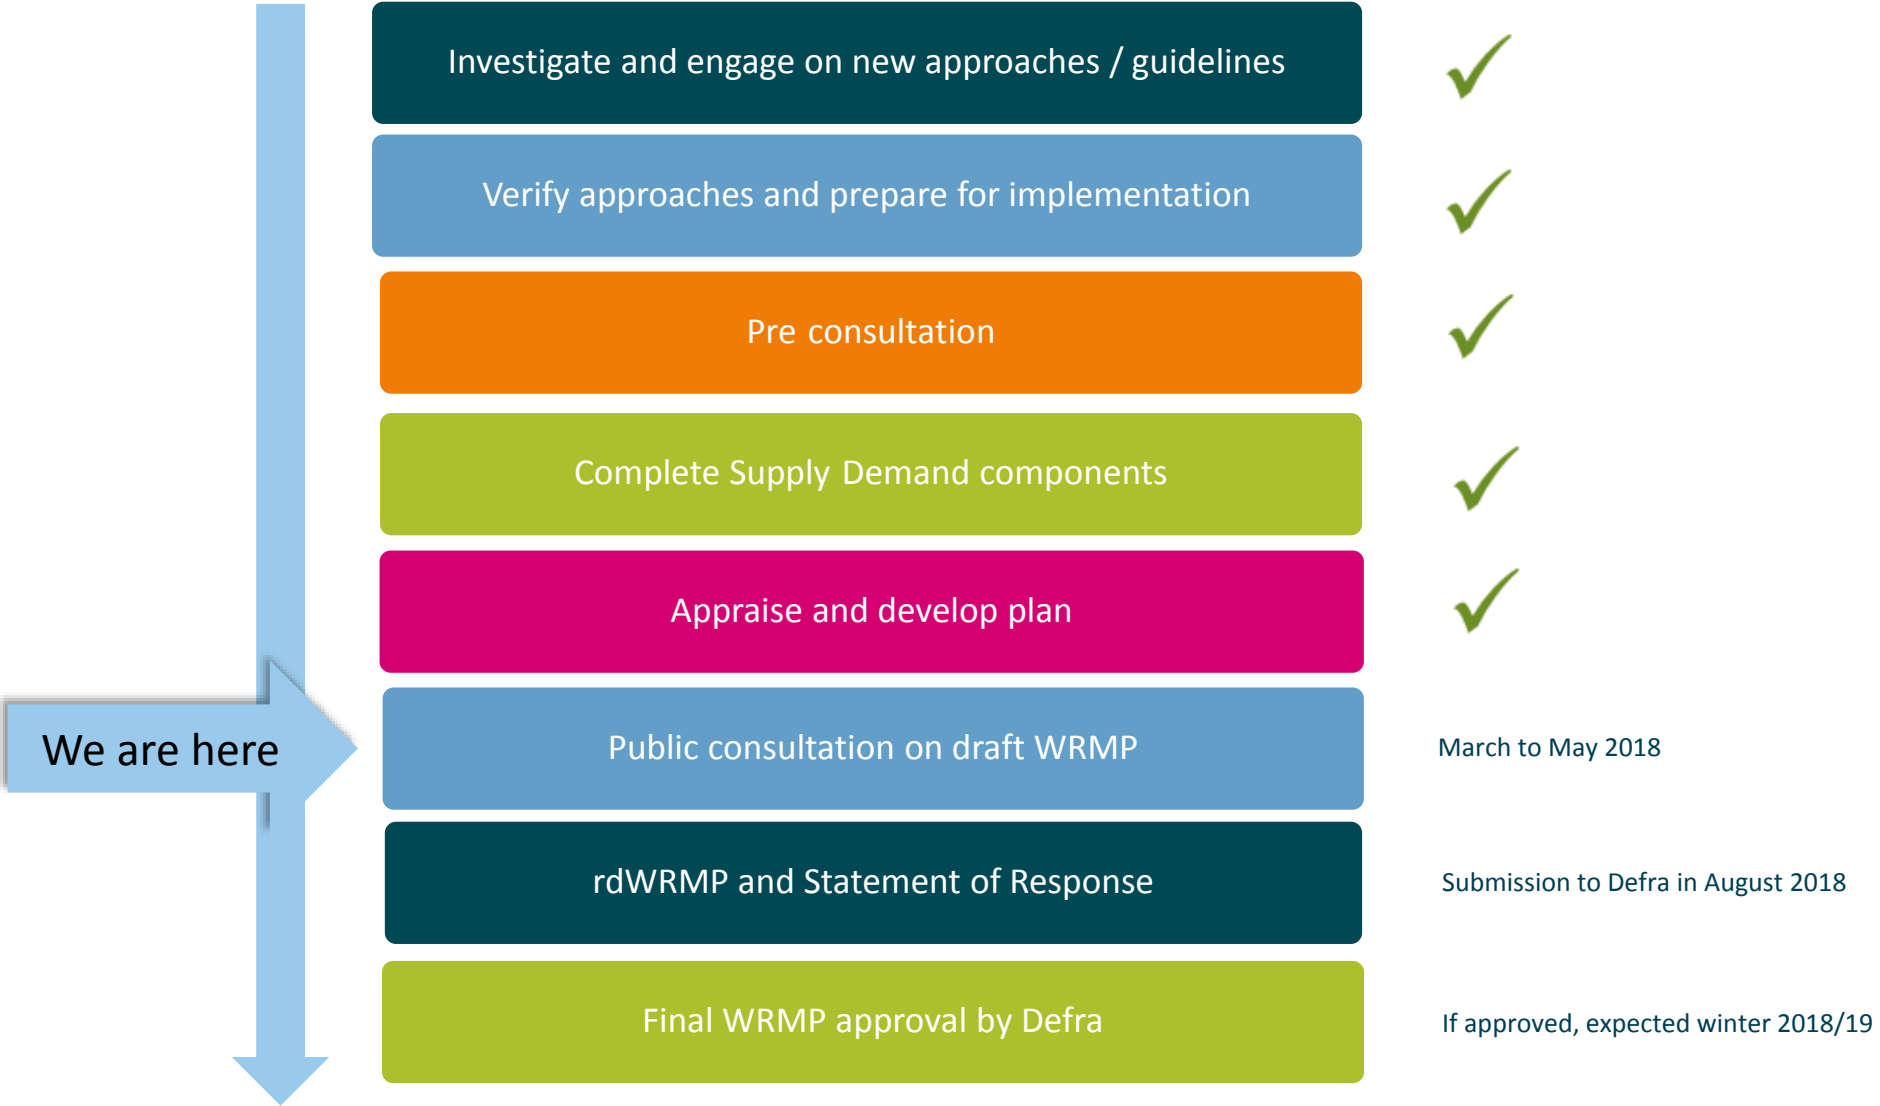 Investigate and engage on new approaches / guidelines
Verify approaches and prepare for implementation
Pre consultation
Complete Supply Demand components
Appraise and develop plan
We are here
Public consultation on draft WRMP
March to May 2018
rdWRMP and Statement of Response
Submission to Defra in August 2018
Final WRMP approval by Defra
If approved, expected winter 2018/19